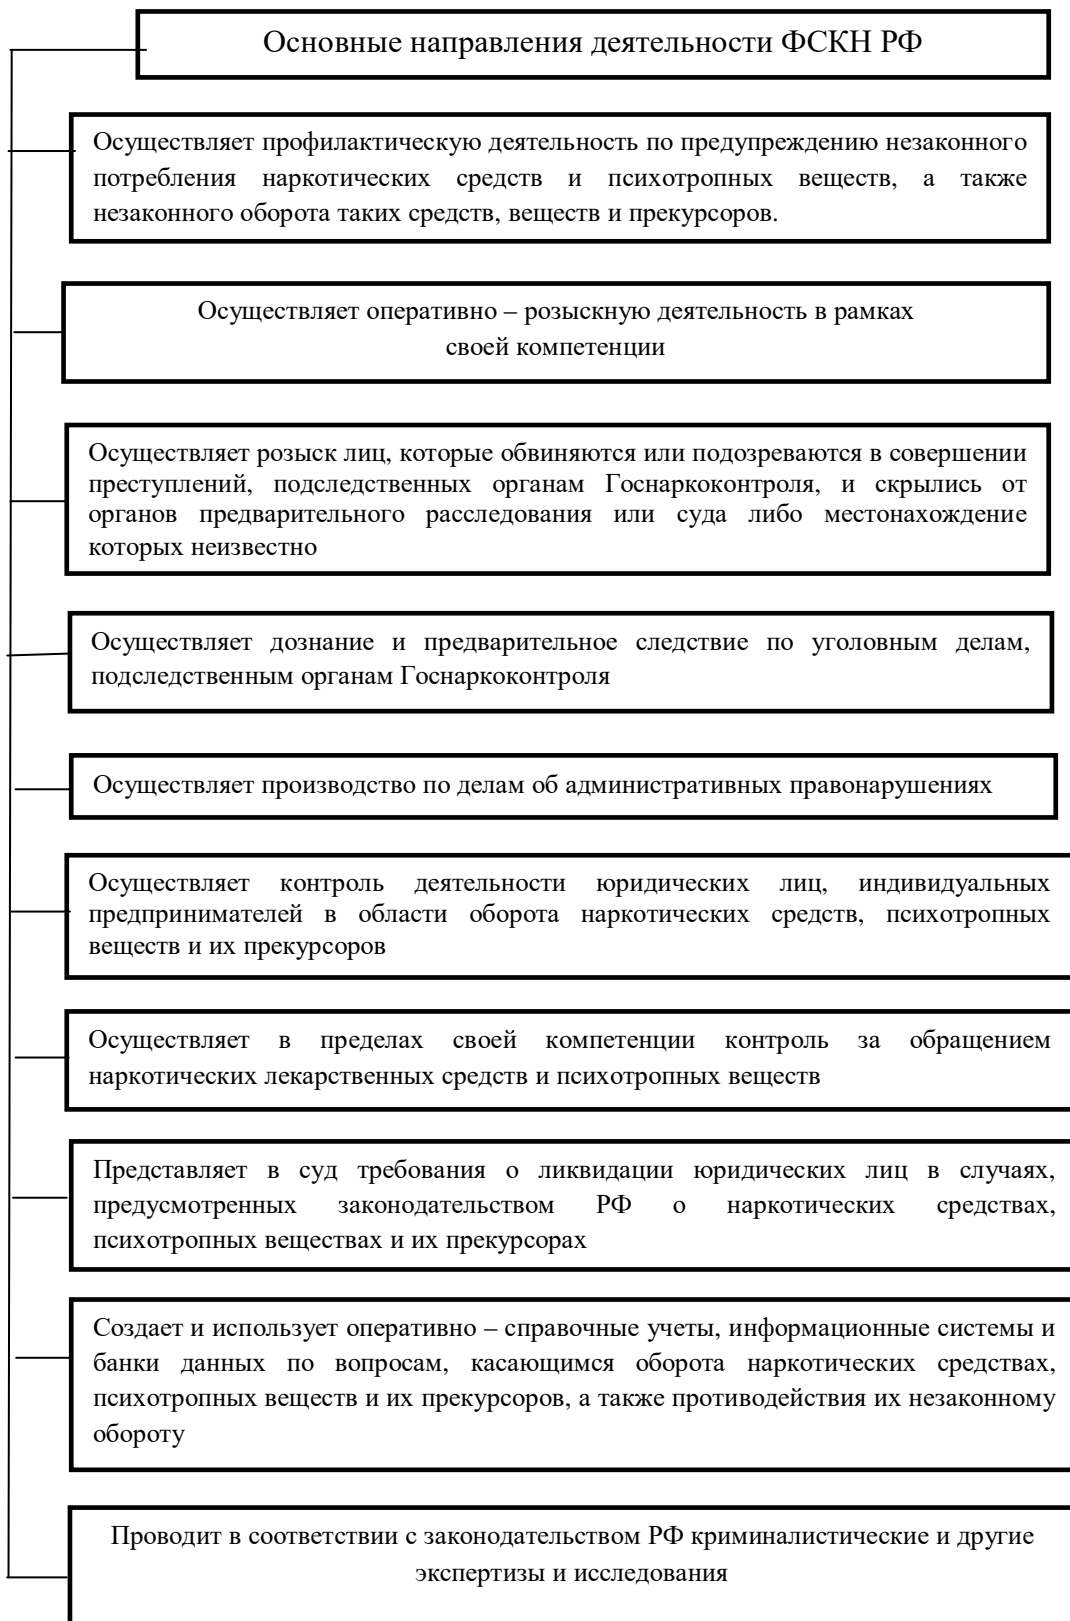 Основные направления деятельности ФСКН РФ
Осуществляет профилактическую деятельность по предупреждению незаконного
потребления наркотических средств и психотропных веществ, а также
незаконного оборота таких средств, веществ и прекурсоров.
Осуществляет оперативно – розыскную деятельность в рамках
своей компетенции
Осуществляет розыск лиц, которые обвиняются или подозреваются в совершении
преступлений, подследственных органам Госнаркоконтроля, и скрылись от
органов предварительного расследования или суда либо местонахождение
которых неизвестно
Осуществляет дознание и предварительное следствие по уголовным делам,
подследственным органам Госнаркоконтроля
Осуществляет производство по делам об административных правонарушениях
Осуществляет контроль деятельности юридических лиц, индивидуальных
предпринимателей в области оборота наркотических средств, психотропных
веществ и их прекурсоров
Осуществляет в пределах своей компетенции контроль за обращением
наркотических лекарственных средств и психотропных веществ
Представляет в суд требования о ликвидации юридических лиц в случаях,
предусмотренных законодательством РФ о наркотических средствах,
психотропных веществах и их прекурсорах
Создает и использует оперативно – справочные учеты, информационные системы и
банки данных по вопросам, касающимся оборота наркотических средствах,
психотропных веществ и их прекурсоров, а также противодействия их незаконному
обороту
Проводит в соответствии с законодательством РФ криминалистические и другие
экспертизы и исследования